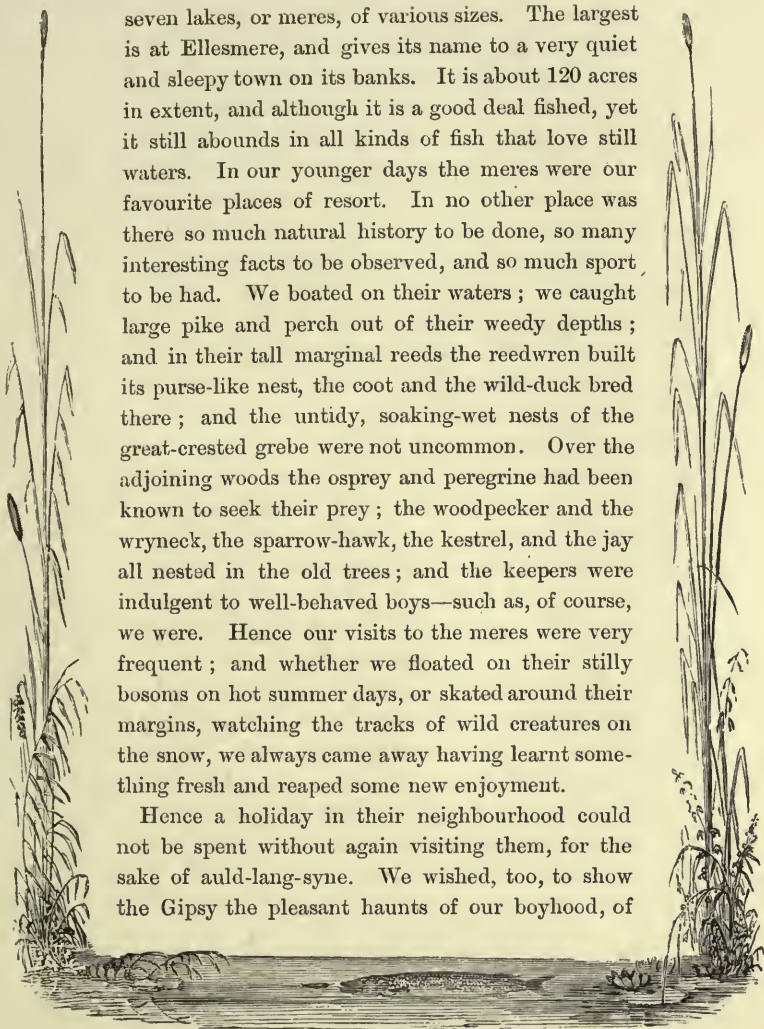 seven lakes, or meres, of various sizes. The largest
is at Ellesmere, and gives its name to a very quiet
and sleepy town on its banks. It is about 120 acres
in extent, and although it is a good deal fished, yet
it still abounds in all kinds of fish that love still
waters. In our younger days the meres were our
favourite places of resort. In no other place was
there so much natural history to be done, so many
interesting facts to be observed, and so much sport
to be had. We boated on their waters ; we caught
large pike and perch out of their weedy depths ;
and in their tall marginal reeds the reedwren built
its purse-like nest, the coot and the wild-duck bred
there ; and the untidy, soaking-wet nests of the
great-crested grebe were not uncommon. Over the
adjoining woods the osprey and peregrine had been
known to seek their prey ; the woodpecker and the
wryneck, the sparrow-hawk, the kestrel, and the jay
all nested in the old trees ; and the keepers were
indulgent to well-behaved boys—such as, of course,
we were. Hence our visits to the meres were very
frequent ; and whether we floated on their stilly
bosoms on hot summer days, or skated around their
margins, watching the tracks of wild creatures on
the snow, we always came away having learnt some-
thing fresh and reaped some new enjoyment.
Hence a holiday in their neighbourhood could
not be spent without again visiting them, for the
sake of auld-lang-syne. We wished, too, to show
the Gipsy the pleasant haunts of our boyhood, of